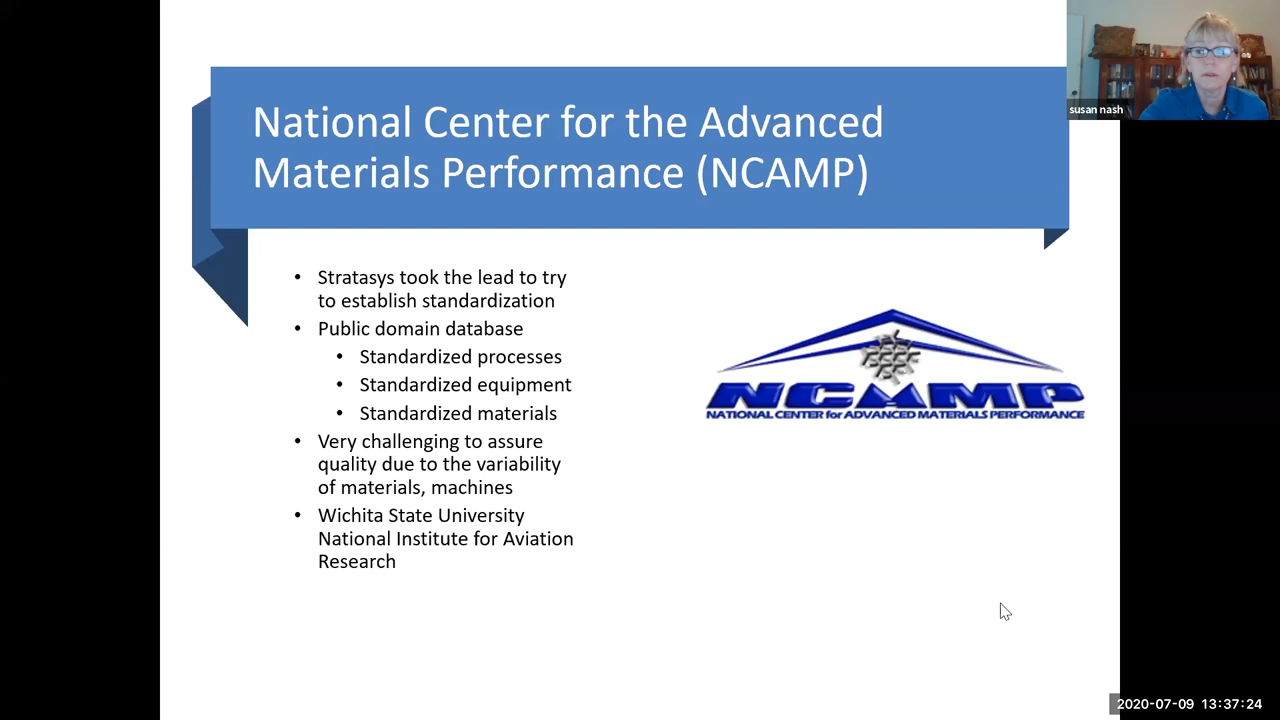 National Center for the Advanced
Materials Performance (NCAMP)
susan nash
• Stratasys took the lead to try
to establish standardization
• Public domain database
• Standardized processes
• Standardized equipment
• Standardized materials
• Very challenging to assure
quality due to the variability
of materials, machines
• Wichita State University
National Institute for Aviation
Research
NCAMP
NATIONAL CENTER for ADVANCED MATERIALS PERFORMANCE
2020-07-09 13:37:24